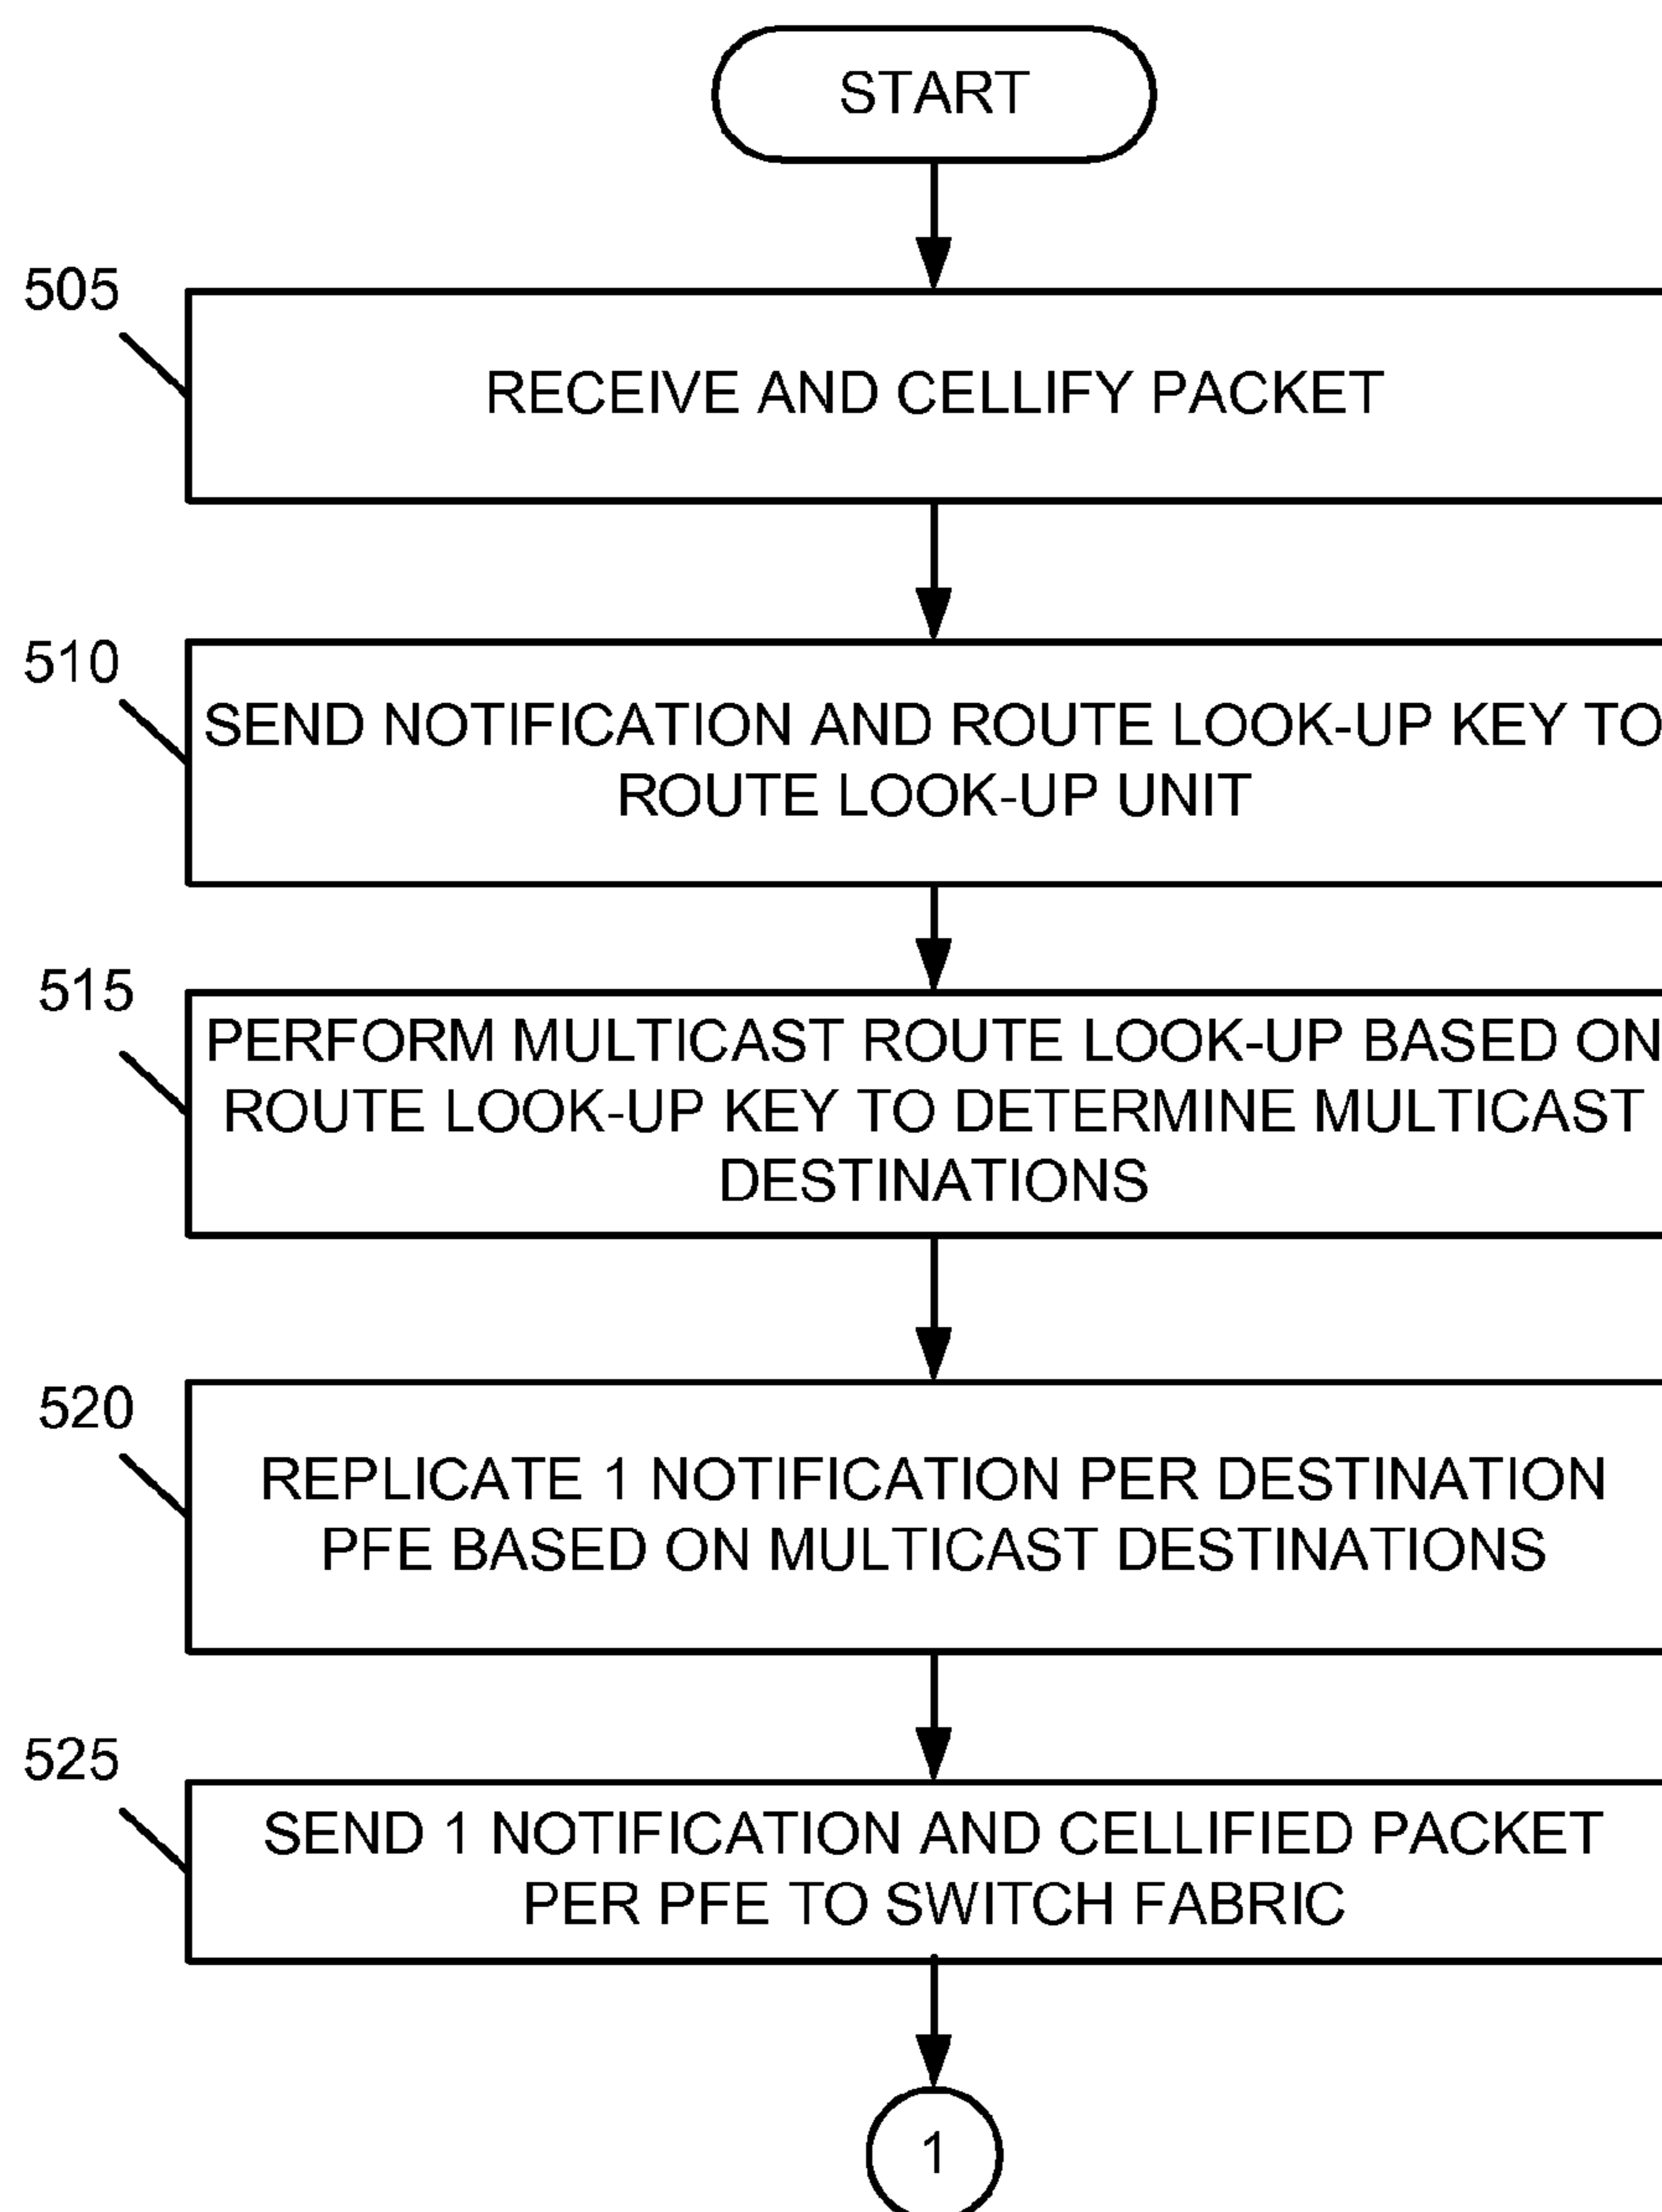 START
505
RECEIVE AND CELLIFY PACKET
510
SEND NOTIFICATION AND ROUTE LOOK-UP KEY TO
ROUTE LOOK-UP UNIT
515
PERFORM MULTICAST ROUTE LOOK-UP BASED ON
ROUTE LOOK-UP KEY TO DETERMINE MULTICAST
DESTINATIONS
520
REPLICATE 1 NOTIFICATION PER DESTINATION
PFE BASED ON MULTICAST DESTINATIONS
525
SEND 1 NOTIFICATION AND CELLIFIED PACKET
PER PFE TO SWITCH FABRIC
1